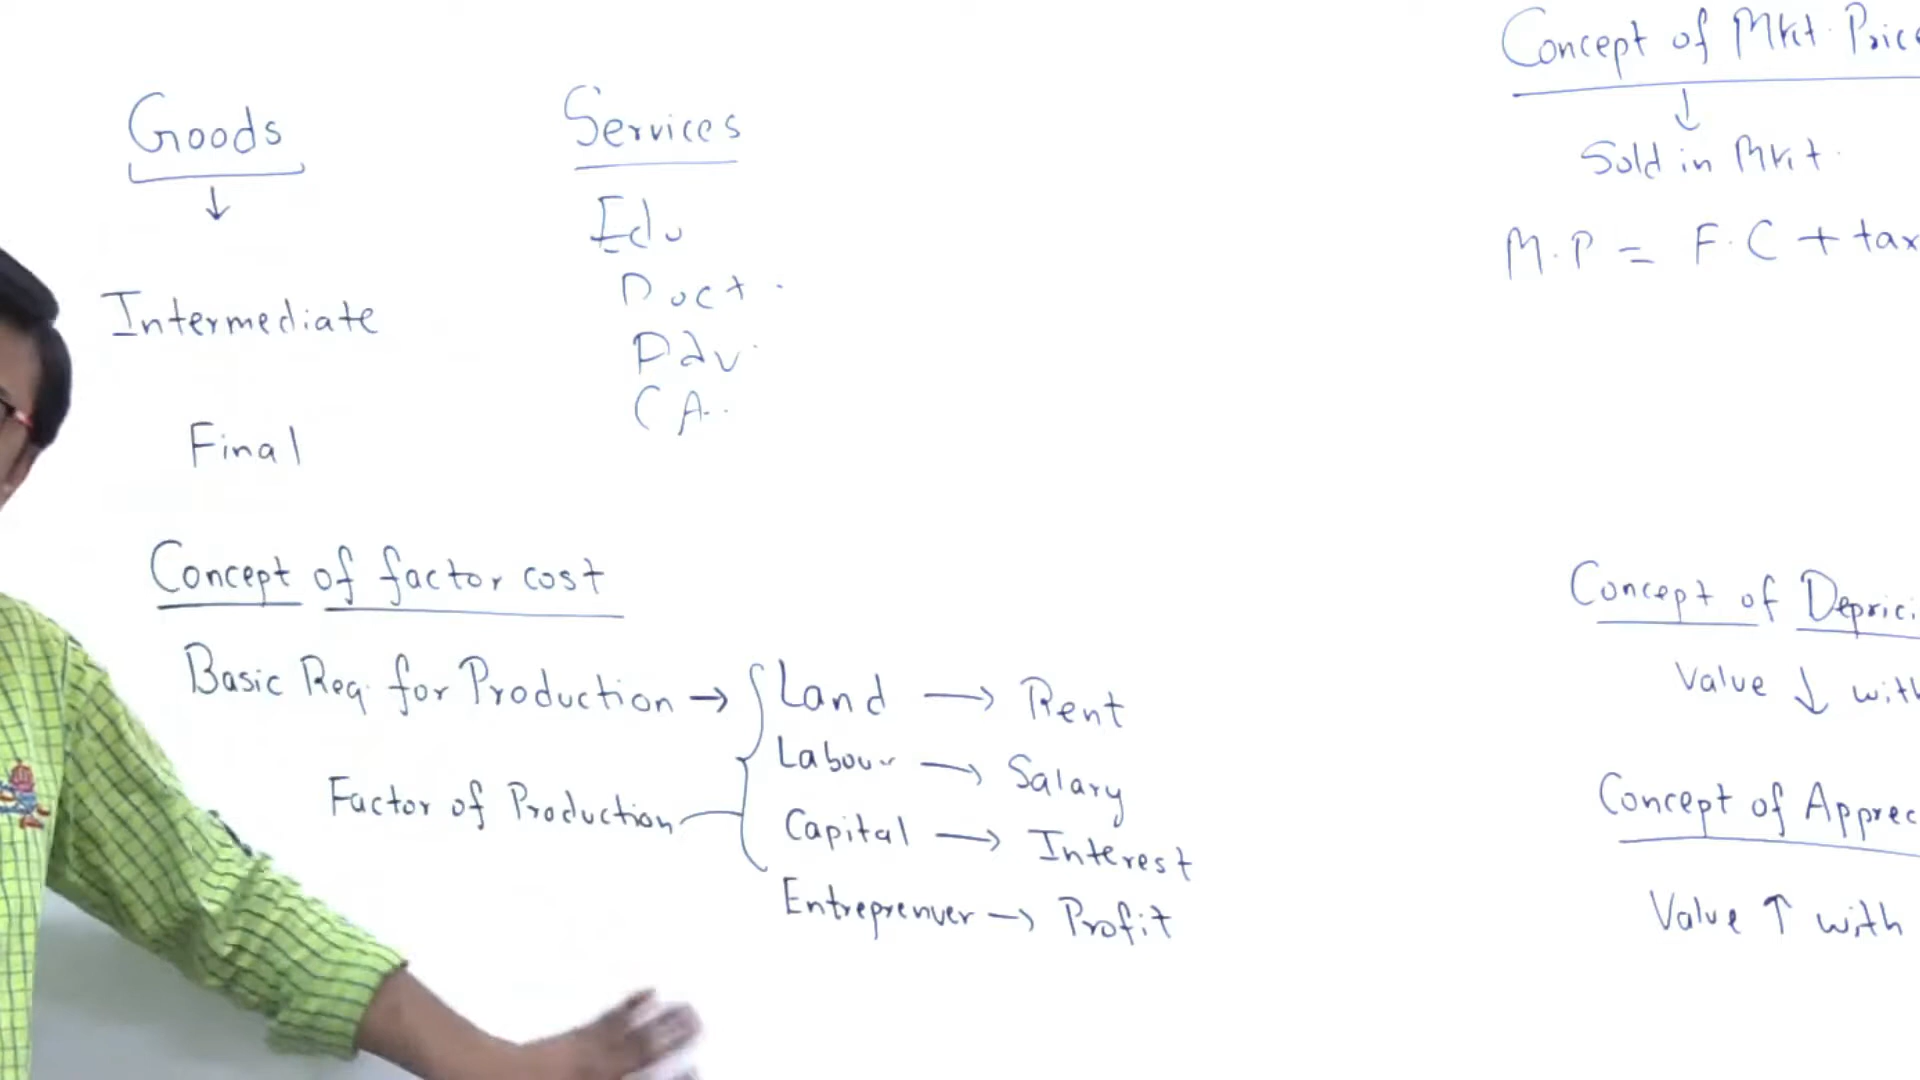 Goods
Intermediate
Final
Services
Edu
Doct.
Adv.
CA..
Concept of factor cost
Basic Req. for Production → Land → Rent
Labour → Salary
Factor of Production
Capital → Interest
Entreprenuer → Profit
Concept of Mkt. Price
↓
Sold in Mkt.
M.P = F.C + tax
Concept of Deprici
Value ↓ with
Concept of Apprec
Value ↑ with